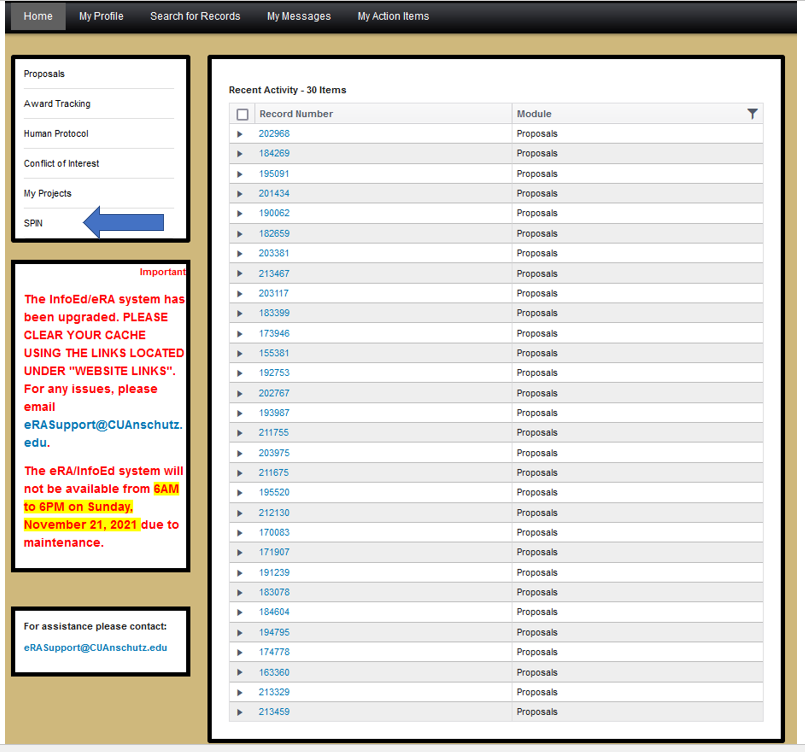 Home My Profile Search for Records My Messages My Action Items
Proposals
Award Tracking
Human Protocol
Conflict of Interest
My Projects
SPIN
Important
The InfoEd/eRA system has
been upgraded. PLEASE
CLEAR YOUR CACHE
USING THE LINKS LOCATED
UNDER "WEBSITE LINKS".
For any issues, please
email
eRASupport@CUAnschutz.
edu.
The eRA/InfoEd system will
not be available from 6AM
to 6PM on Sunday,
November 21, 2021 due to
maintenance.
For assistance please contact:
eRASupport@CUAnschutz.edu
Recent Activity - 30 Items
Record Number Module
202968 Proposals
184269 Proposals
195091 Proposals
201434 Proposals
190062 Proposals
182659 Proposals
203381 Proposals
213467 Proposals
203117 Proposals
183399 Proposals
173946 Proposals
155381 Proposals
192753 Proposals
202767 Proposals
193987 Proposals
211755 Proposals
203975 Proposals
211675 Proposals
195520 Proposals
212130 Proposals
170083 Proposals
171907 Proposals
191239 Proposals
183078 Proposals
184604 Proposals
194795 Proposals
174778 Proposals
163360 Proposals
213329 Proposals
213459 Proposals